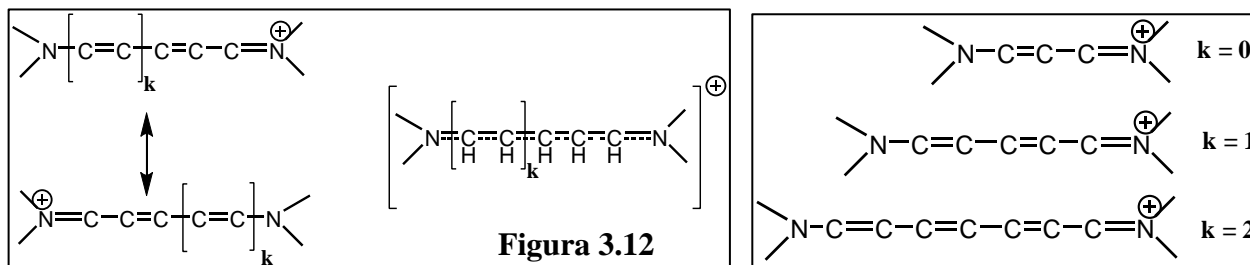 N–[C=C]k–C=C–C=N⊕
[N=[C=C]k=C=C=C=N]⊕
H H H H H
⊕N=C–C=C–[C=C]k–N
Figura 3.12
N–C=C–C=N⊕ k = 0
N–C=C–C=C–C=N⊕ k = 1
N–C=C–C=C–C=C–C=N⊕ k = 2